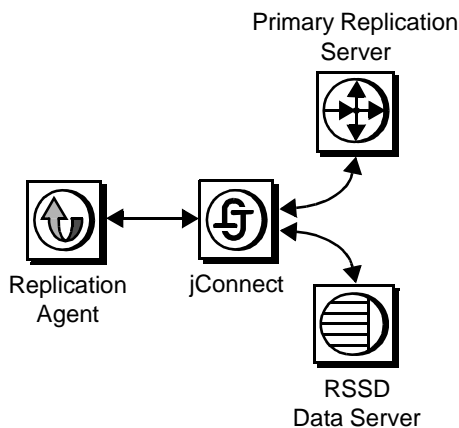 Primary Replication
Server
Replication
Agent
jConnect
RSSD
Data Server